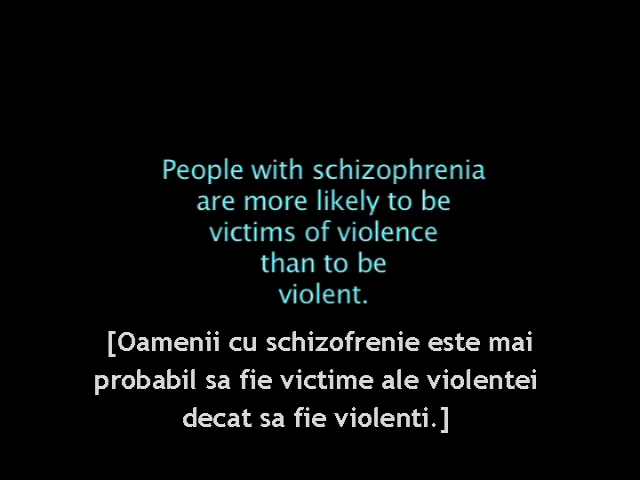 People with schizophrenia
are more likely to be
victims of violence
than to be
violent.
[Oamenii cu schizofrenie este mai
probabil sa fie victime ale violentei
decat sa fie violenti.]